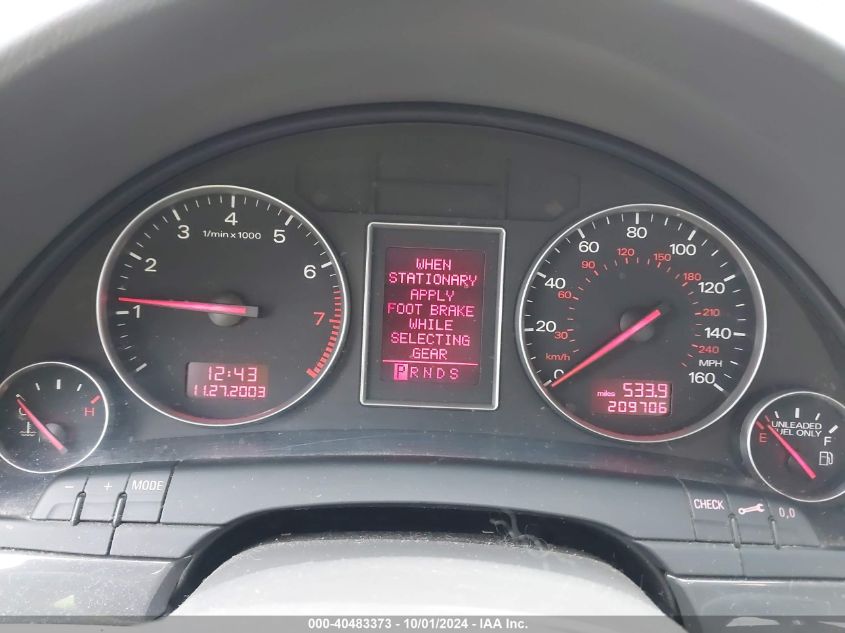 1/min x 1000
1 2 3 4 5 6 7
12:43
11.27.2003
C H
WHEN
STATIONARY
APPLY
FOOT BRAKE
WHILE
SELECTING
GEAR
PRNDS
0 20 40 60 80 100 120 140 160
30 60 90 120 150 180 210 240
km/h
MPH
miles 533.9
209706
UNLEADED
FUEL ONLY
E F
- + MODE
CHECK 0,0
000-40483373 - 10/01/2024 - IAA Inc.